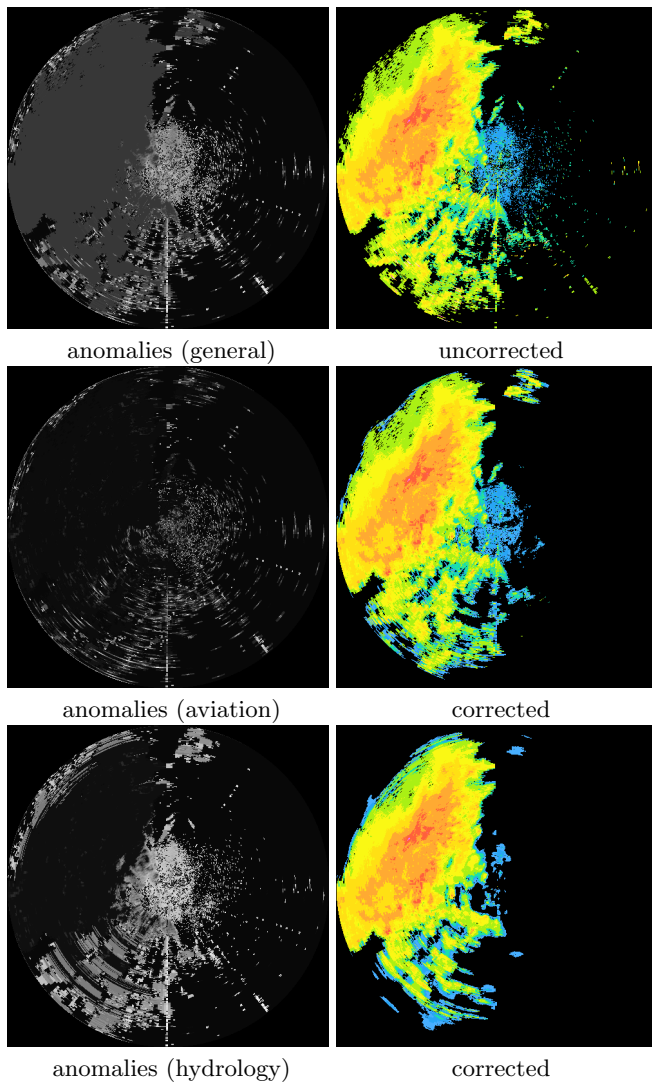 anomalies (general)
uncorrected
anomalies (aviation)
corrected
anomalies (hydrology)
corrected